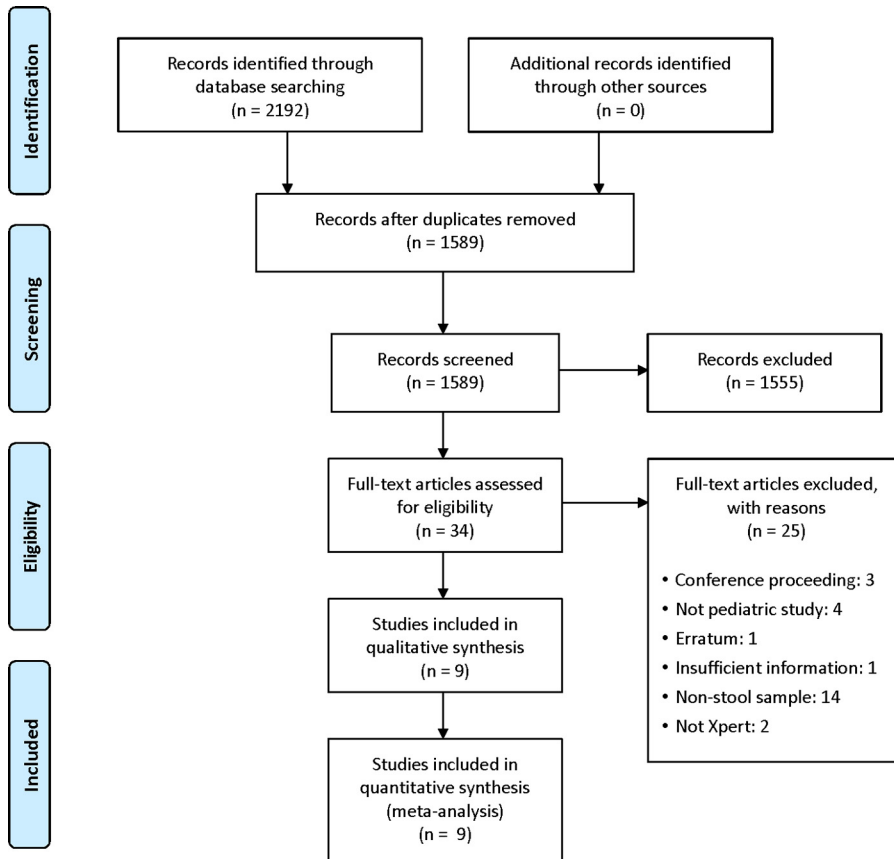 Identification
Records identified through
database searching
(n = 2192)
Additional records identified
through other sources
(n = 0)
Records after duplicates removed
(n = 1589)
Screening
Records screened
(n = 1589)
Records excluded
(n = 1555)
Eligibility
Full-text articles assessed
for eligibility
(n = 34)
Full-text articles excluded,
with reasons
(n = 25)
• Conference proceeding: 3
• Not pediatric study: 4
• Erratum: 1
• Insufficient information: 1
• Non-stool sample: 14
• Not Xpert: 2
Studies included in
qualitative synthesis
(n = 9)
Included
Studies included in
quantitative synthesis
(meta-analysis)
(n = 9)